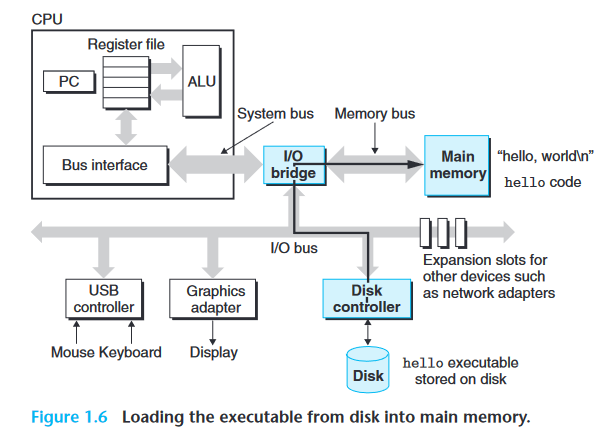 CPU
Register file
PC
ALU
System bus
Memory bus
Bus interface
I/O
bridge
Main
memory
"hello, world\n"
hello code
I/O bus
Expansion slots for
other devices such
as network adapters
USB
controller
Graphics
adapter
Disk
controller
Mouse Keyboard
Display
Disk
hello executable
stored on disk
Figure 1.6 Loading the executable from disk into main memory.